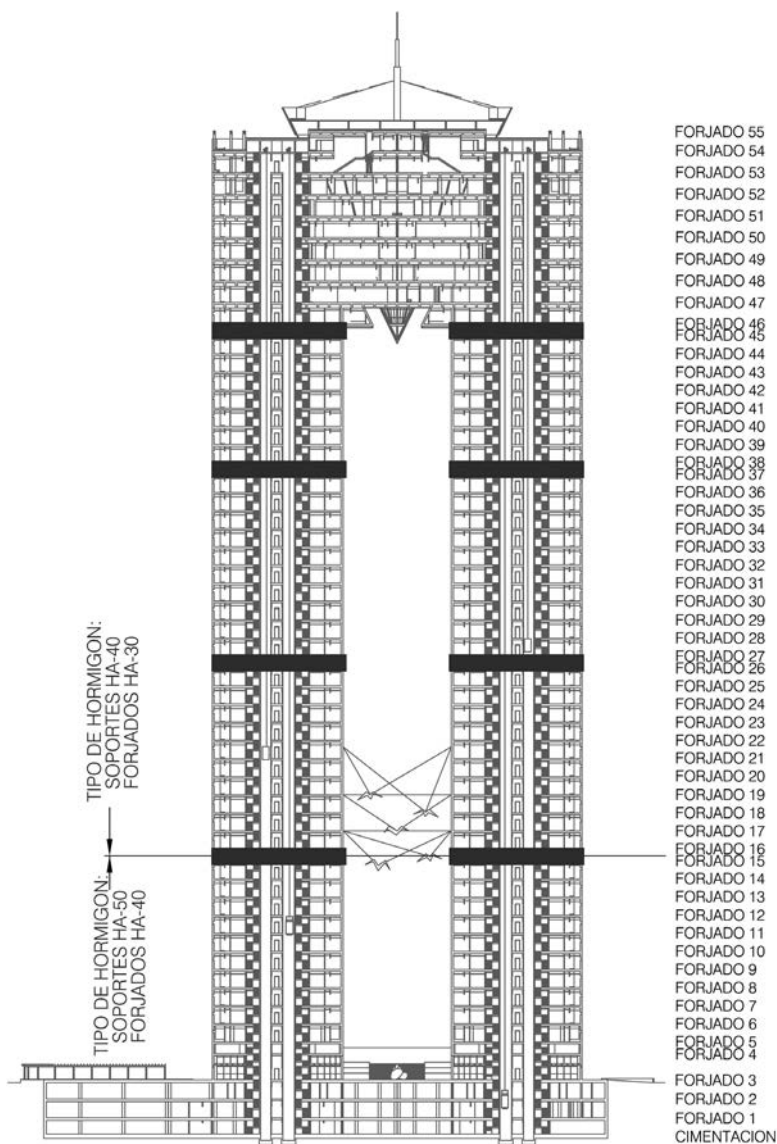 FORJADO 55
FORJADO 54
FORJADO 53
FORJADO 52
FORJADO 51
FORJADO 50
FORJADO 49
FORJADO 48
FORJADO 47
FORJADO 46
FORJADO 45
FORJADO 44
FORJADO 43
FORJADO 42
FORJADO 41
FORJADO 40
FORJADO 39
FORJADO 38
FORJADO 37
FORJADO 36
FORJADO 35
FORJADO 34
FORJADO 33
FORJADO 32
FORJADO 31
FORJADO 30
FORJADO 29
FORJADO 28
FORJADO 27
FORJADO 26
FORJADO 25
FORJADO 24
FORJADO 23
FORJADO 22
FORJADO 21
FORJADO 20
FORJADO 19
FORJADO 18
FORJADO 17
FORJADO 16
FORJADO 15
FORJADO 14
FORJADO 13
FORJADO 12
FORJADO 11
FORJADO 10
FORJADO 9
FORJADO 8
FORJADO 7
FORJADO 6
FORJADO 5
FORJADO 4
FORJADO 3
FORJADO 2
FORJADO 1
CIMENTACION
TIPO DE HORMIGON:
SOPORTES HA-40
FORJADOS HA-30
TIPO DE HORMIGON:
SOPORTES HA-50
FORJADOS HA-40